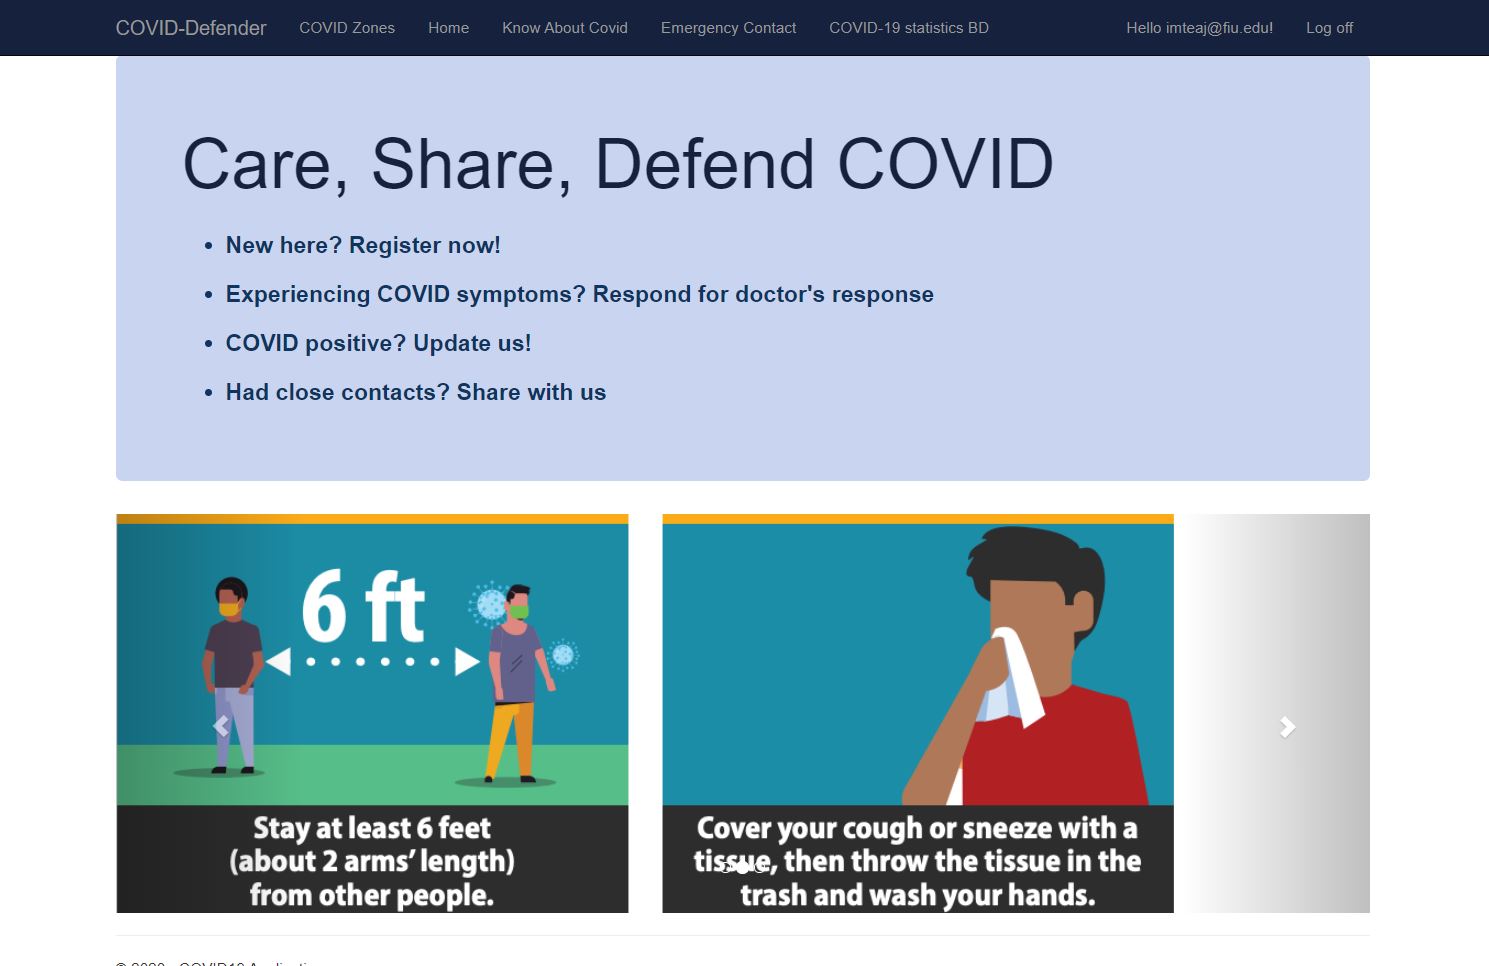 COVID-Defender COVID Zones Home Know About Covid Emergency Contact COVID-19 statistics BD Hello imteaj@fiu.edu! Log off
Care, Share, Defend COVID
New here? Register now!
Experiencing COVID symptoms? Respond for doctor's response
COVID positive? Update us!
Had close contacts? Share with us
6 ft
Stay at least 6 feet
(about 2 arms' length)
from other people.
Cover your cough or sneeze with a
tissue, then throw the tissue in the
trash and wash your hands.